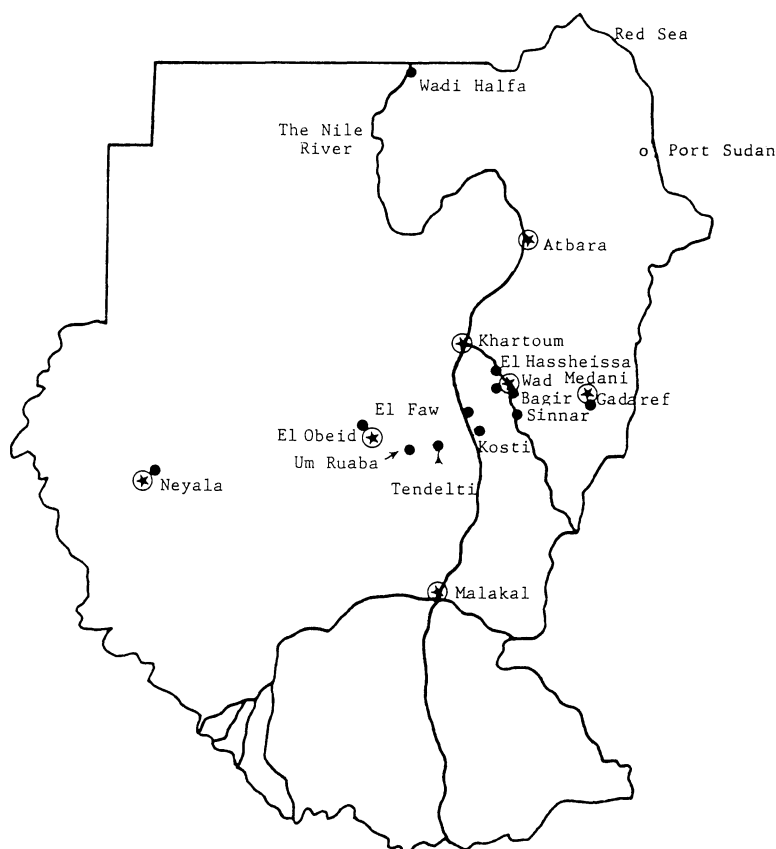 Red Sea
Wadi Halfa
The Nile
River
o Port Sudan
Atbara
Khartoum
El Hassheissa
Wad Medani
Bagir
Gadaref
El Faw
Sinnar
El Obeid
Kosti
Um Ruaba
Neyala
Tendelti
Malakal